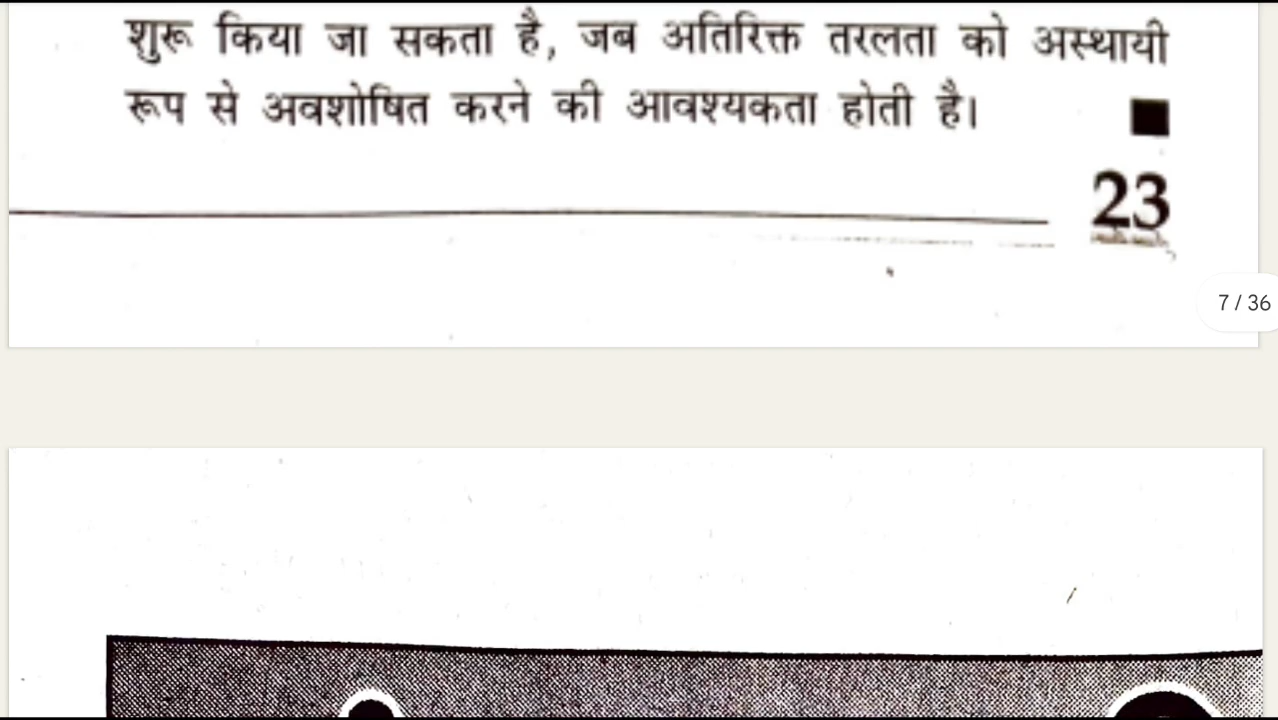 शुरू किया जा सकता है, जब अतिरिक्त तरलता को अस्थायी
रूप से अवशोषित करने की आवश्यकता होती है।
23
7 / 36